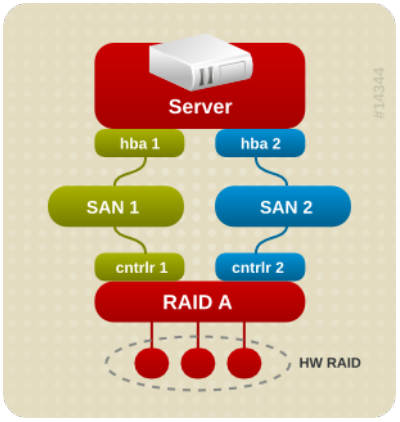 #14344
Server
hba 1
hba 2
SAN 1
SAN 2
cntrlr 1
cntrlr 2
RAID A
HW RAID